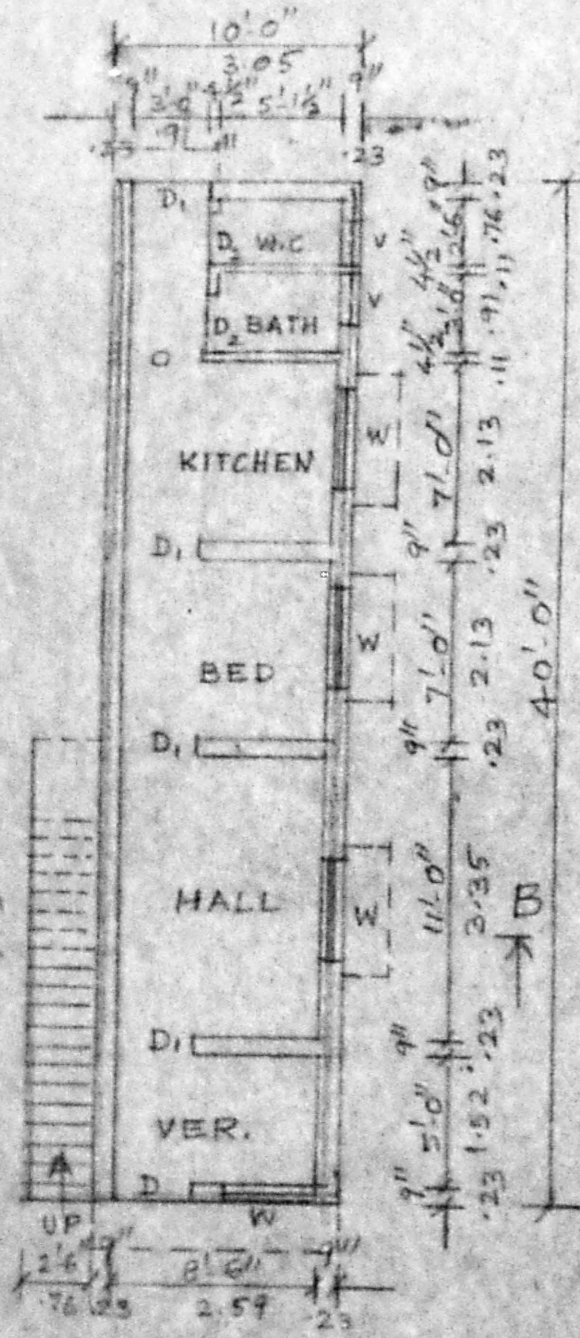 10'-0"
3.05
9" 3'-9" 4½" 5'-1½" 9"
.23 .91 .11 .23
D₁
D₂ W.C V
D₂ BATH V
O
KITCHEN W
D₁
BED W
D₁
HALL W
D₁
VER.
D W
UP
A
B
9" .23
2'-6" .76
4½" .11
3'-0" .91
4½" .11
7'-0" 2.13
9" .23
7'-0" 2.13
9" .23
11'-0" 3.35
9" .23
5'-0" 1.52
9" .23
40'-0"
2'-6" 9" 8'-6" 9"
.76 .23 2.59 .23